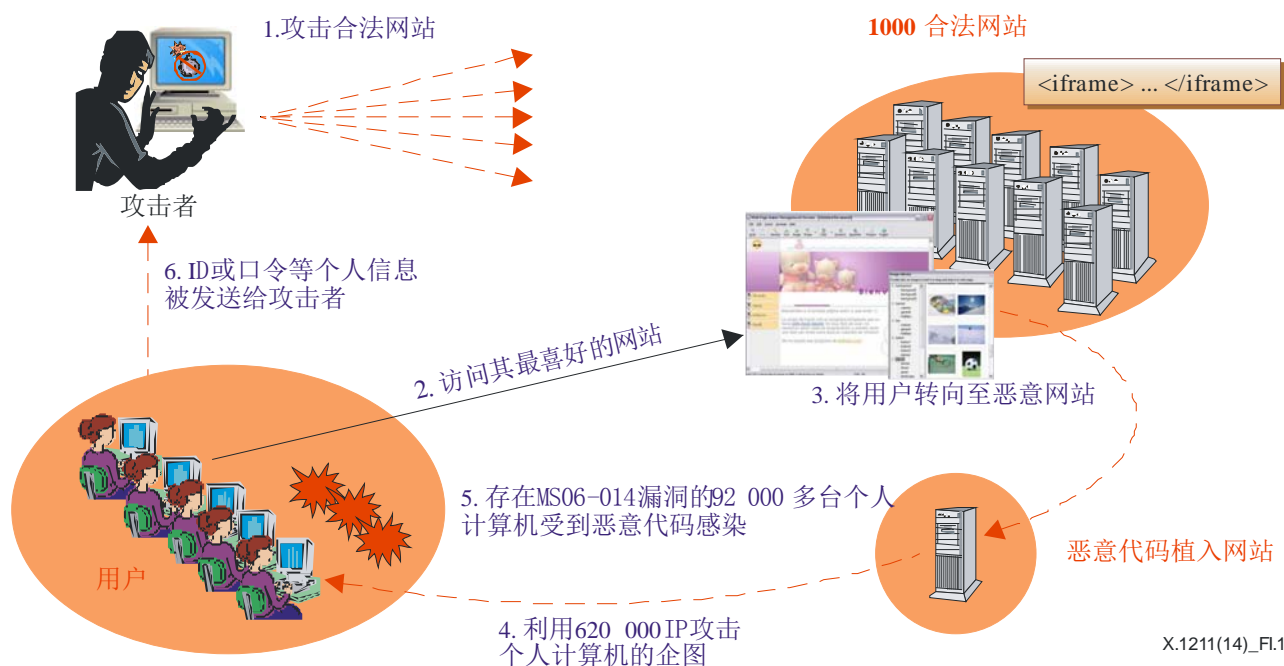 1.攻击合法网站
1000 合法网站
<iframe> ... </iframe>
攻击者
6. ID或口令等个人信息
被发送给攻击者
2. 访问其最喜好的网站
3. 将用户转向至恶意网站
5. 存在MS06-014漏洞的92 000 多台个人
计算机受到恶意代码感染
用户
恶意代码植入网站
4. 利用620 000 IP攻击
个人计算机的企图
X.1211(14)_FI.1